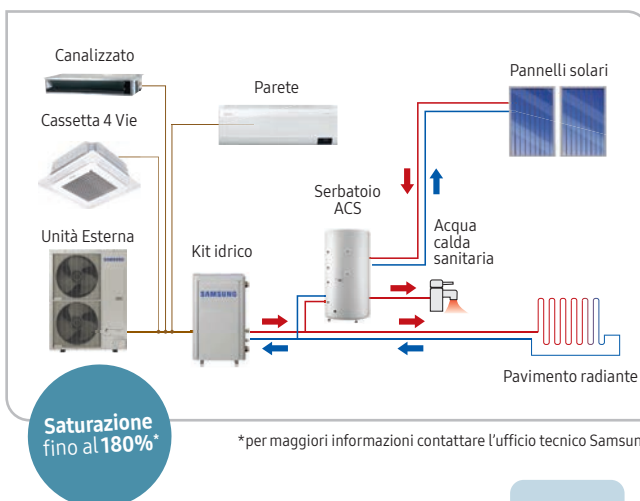 Canalizzato
Parete
Pannelli solari
Cassetta 4 Vie
Serbatoio
ACS
Acqua
calda
sanitaria
Unità Esterna
Kit idrico
SAMSUNG
SAMSUNG
Pavimento radiante
Saturazione
fino al 180%*
*per maggiori informazioni contattare l'ufficio tecnico Samsun